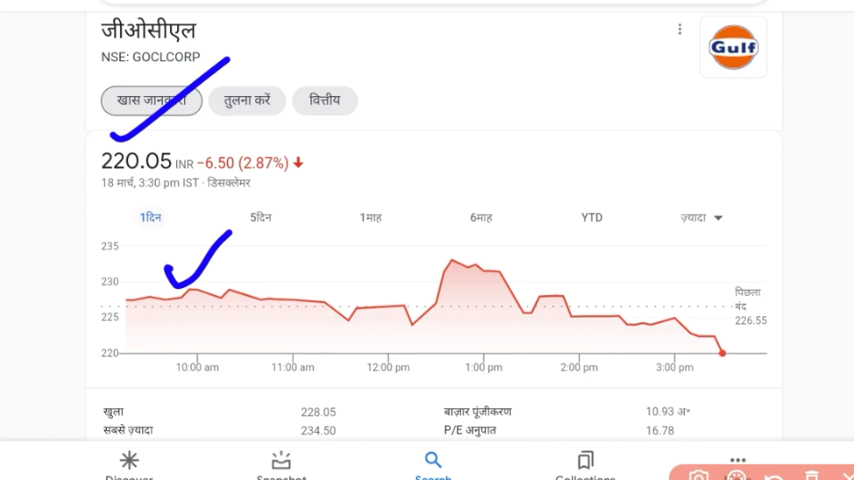 जीओसीएल
NSE: GOCLCORP
Gulf
खास जानकारी तुलना करें वित्तीय
220.05 INR −6.50 (2.87%)
18 मार्च, 3:30 pm IST · डिसक्लेमर
1दिन 5दिन 1माह 6माह YTD ज़्यादा
235
230
225
220
पिछला
बंद
226.55
10:00 am 11:00 am 12:00 pm 1:00 pm 2:00 pm 3:00 pm
खुला 228.05 बाज़ार पूंजीकरण 10.93 अ॰
सबसे ज़्यादा 234.50 P/E अनुपात 16.78
Discover Snapshot Search Collections